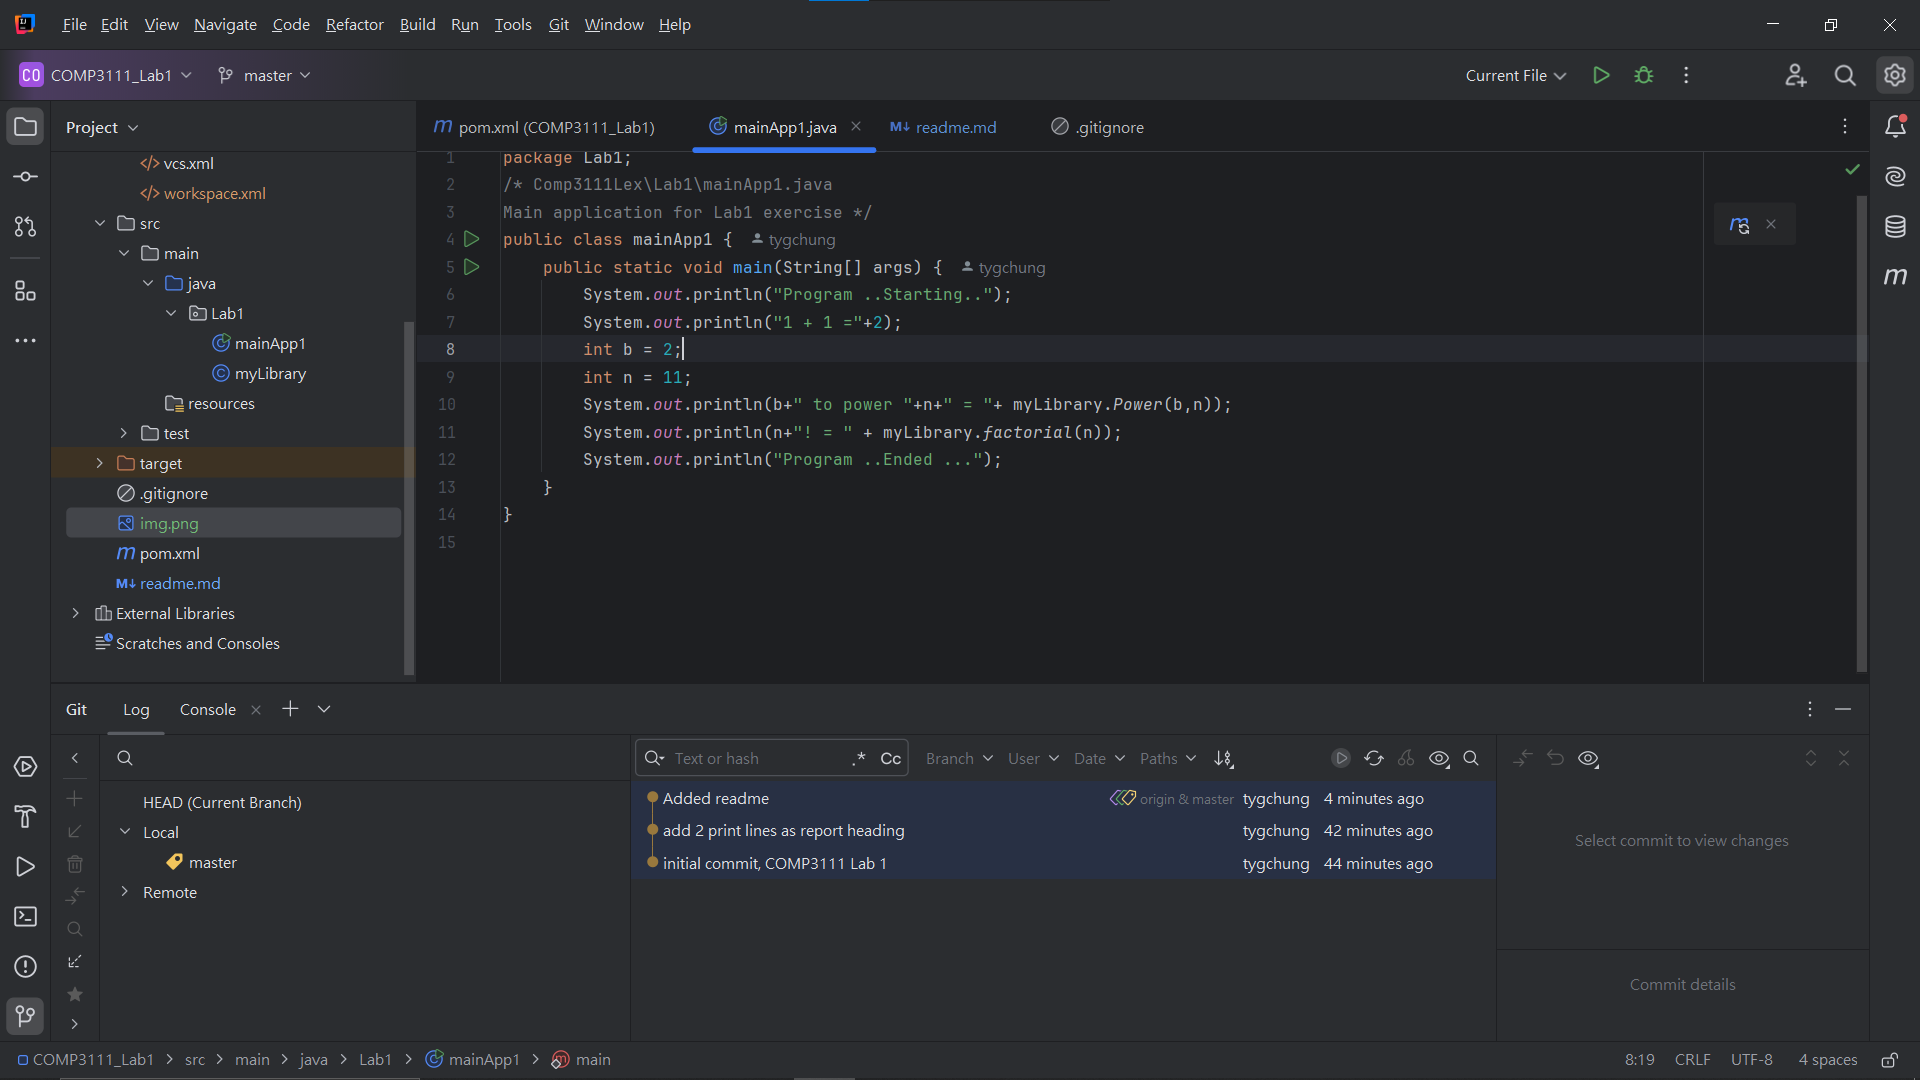 File Edit View Navigate Code Refactor Build Run Tools Git Window Help
CO COMP3111_Lab1 master Current File
Project
vcs.xml
workspace.xml
src
main
java
Lab1
mainApp1
myLibrary
resources
test
target
.gitignore
img.png
pom.xml
readme.md
External Libraries
Scratches and Consoles
pom.xml (COMP3111_Lab1) mainApp1.java readme.md .gitignore
1 package Lab1;
2 /* Comp3111Lex\Lab1\mainApp1.java
3 Main application for Lab1 exercise */
4 public class mainApp1 { tygchung
5 public static void main(String[] args) { tygchung
6 System.out.println("Program ..Starting..");
7 System.out.println("1 + 1 ="+2);
8 int b = 2;
9 int n = 11;
10 System.out.println(b+" to power "+n+" = "+ myLibrary.Power(b,n));
11 System.out.println(n+"! = " + myLibrary.factorial(n));
12 System.out.println("Program ..Ended ...");
13 }
14 }
15
Git Log Console
HEAD (Current Branch)
Local
master
Remote
Text or hash .* Cc Branch User Date Paths
Added readme origin & master tygchung 4 minutes ago
add 2 print lines as report heading tygchung 42 minutes ago
initial commit, COMP3111 Lab 1 tygchung 44 minutes ago
Select commit to view changes
Commit details
COMP3111_Lab1 > src > main > java > Lab1 > mainApp1 > main 8:19 CRLF UTF-8 4 spaces